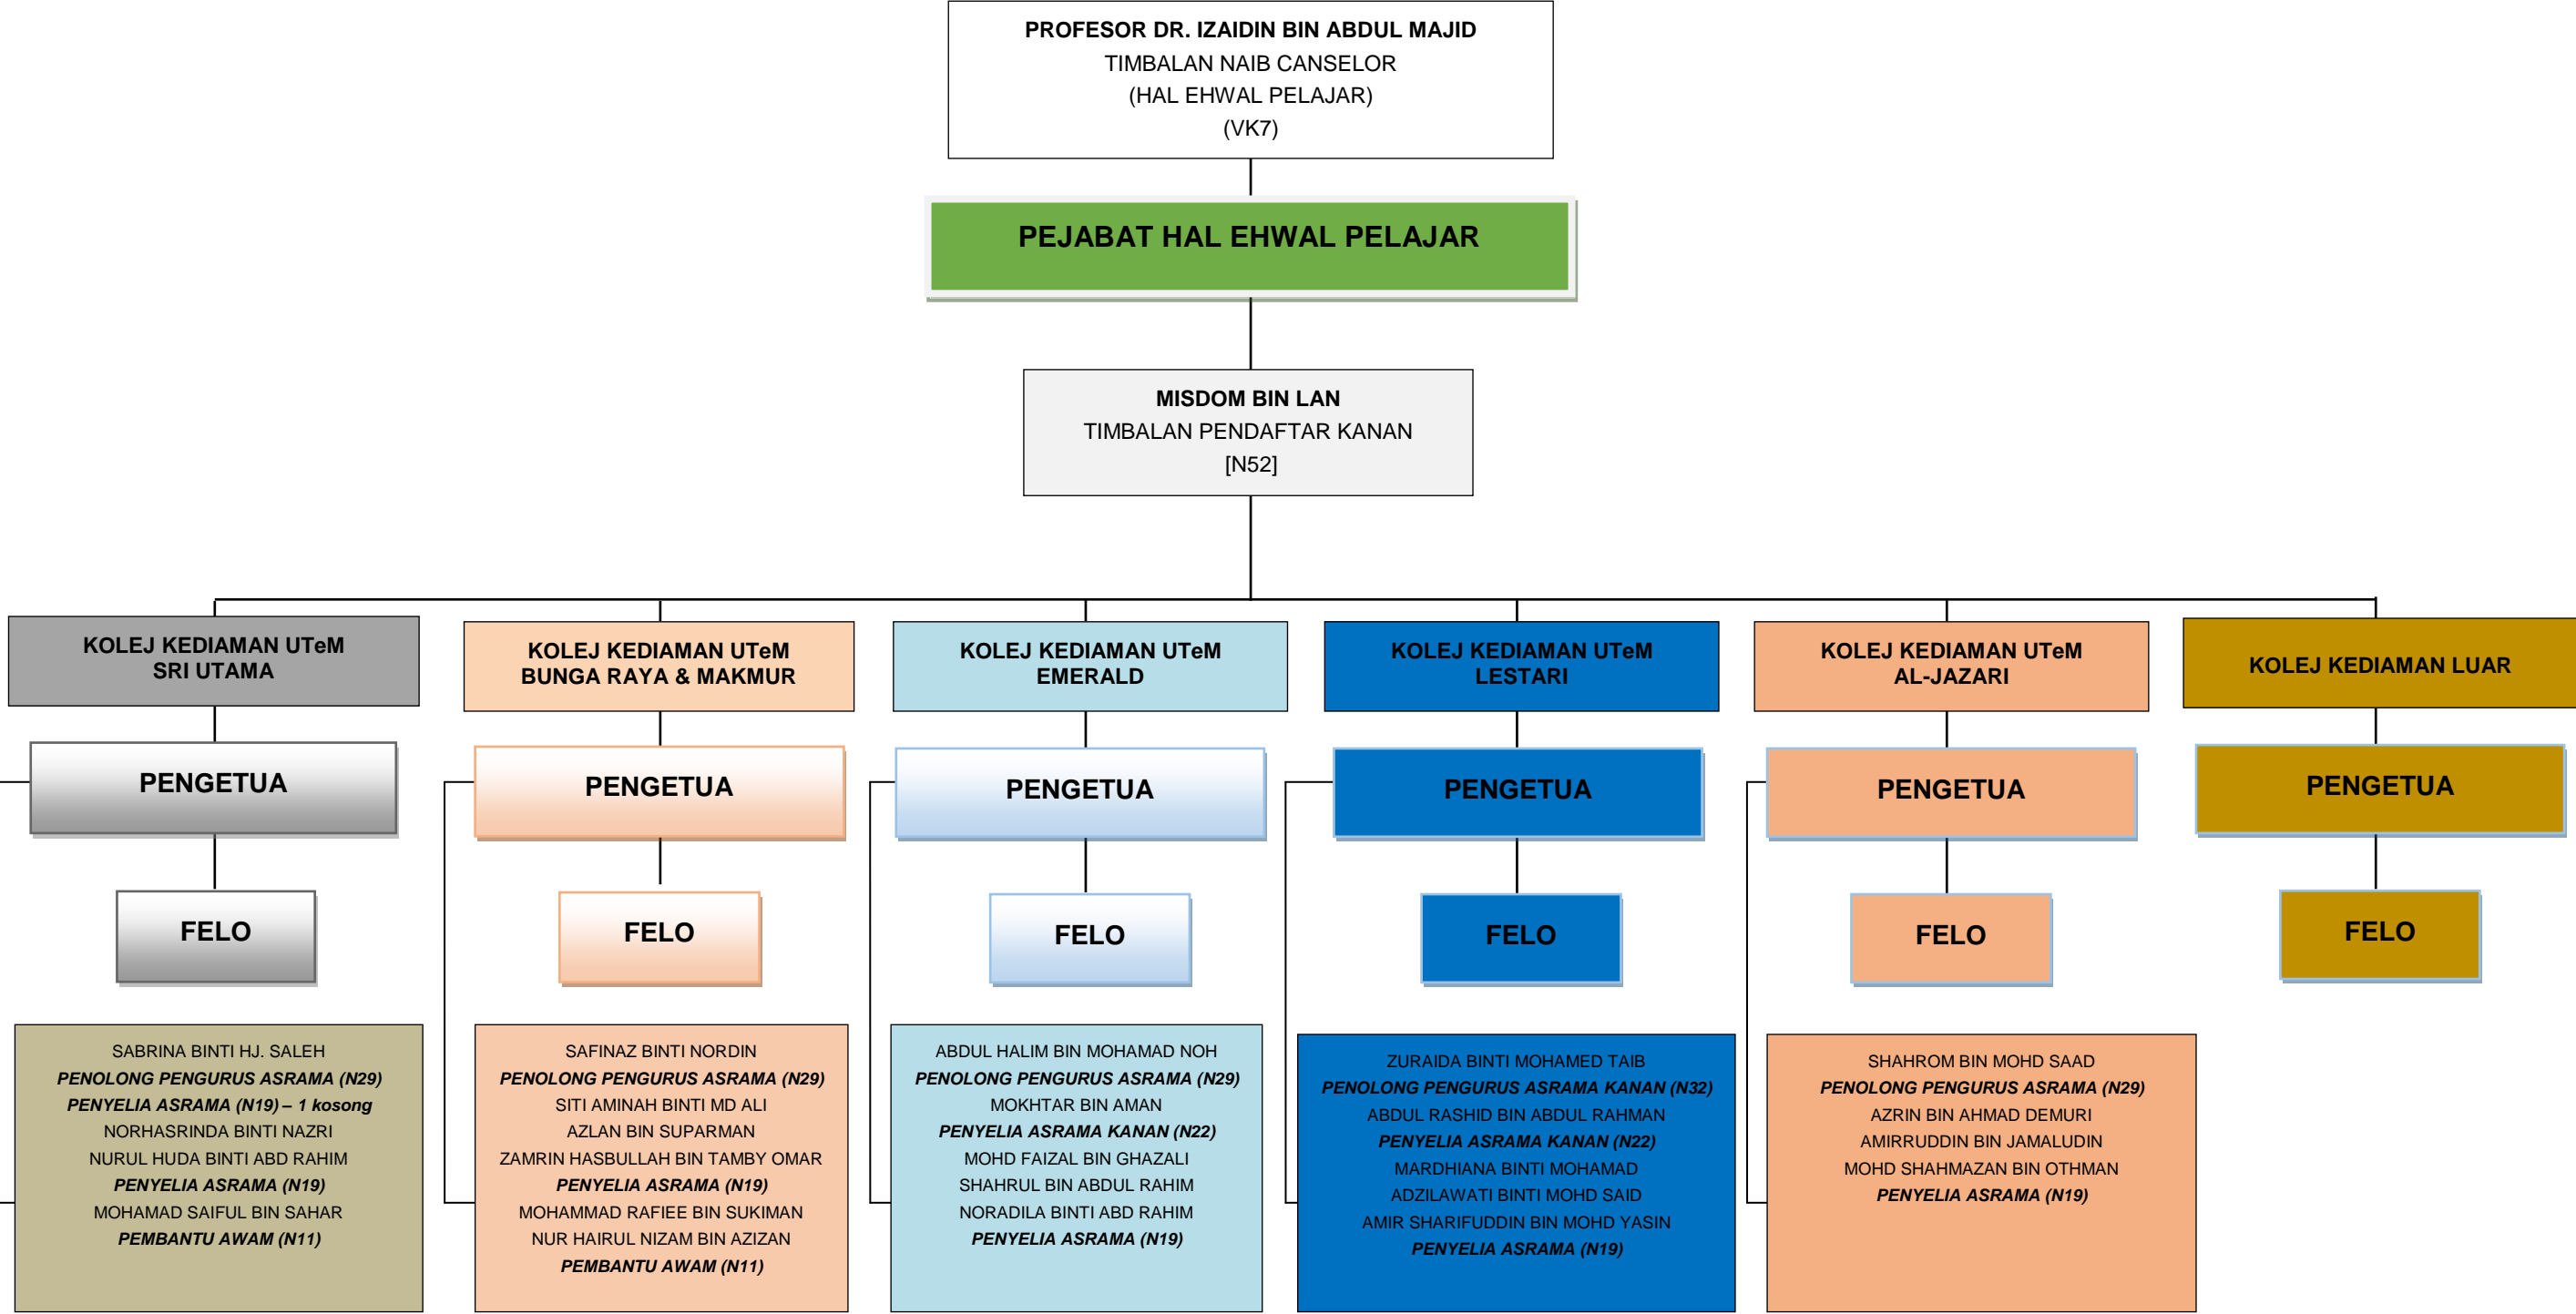 PROFESOR DR. IZAIDIN BIN ABDUL MAJID
TIMBALAN NAIB CANSELOR
(HAL EHWAL PELAJAR)
(VK7)
PEJABAT HAL EHWAL PELAJAR
MISDOM BIN LAN
TIMBALAN PENDAFTAR KANAN
[N52]
KOLEJ KEDIAMAN UTeM
SRI UTAMA
PENGETUA
FELO
SABRINA BINTI HJ. SALEH
PENOLONG PENGURUS ASRAMA (N29)
PENYELIA ASRAMA (N19) – 1 kosong
NORHASRINDA BINTI NAZRI
NURUL HUDA BINTI ABD RAHIM
PENYELIA ASRAMA (N19)
MOHAMAD SAIFUL BIN SAHAR
PEMBANTU AWAM (N11)
KOLEJ KEDIAMAN UTeM
BUNGA RAYA & MAKMUR
PENGETUA
FELO
SAFINAZ BINTI NORDIN
PENOLONG PENGURUS ASRAMA (N29)
SITI AMINAH BINTI MD ALI
AZLAN BIN SUPARMAN
ZAMRIN HASBULLAH BIN TAMBY OMAR
PENYELIA ASRAMA (N19)
MOHAMMAD RAFIEE BIN SUKIMAN
NUR HAIRUL NIZAM BIN AZIZAN
PEMBANTU AWAM (N11)
KOLEJ KEDIAMAN UTeM
EMERALD
PENGETUA
FELO
ABDUL HALIM BIN MOHAMAD NOH
PENOLONG PENGURUS ASRAMA (N29)
MOKHTAR BIN AMAN
PENYELIA ASRAMA KANAN (N22)
MOHD FAIZAL BIN GHAZALI
SHAHRUL BIN ABDUL RAHIM
NORADILA BINTI ABD RAHIM
PENYELIA ASRAMA (N19)
KOLEJ KEDIAMAN UTeM
LESTARI
PENGETUA
FELO
ZURAIDA BINTI MOHAMED TAIB
PENOLONG PENGURUS ASRAMA KANAN (N32)
ABDUL RASHID BIN ABDUL RAHMAN
PENYELIA ASRAMA KANAN (N22)
MARDHIANA BINTI MOHAMAD
ADZILAWATI BINTI MOHD SAID
AMIR SHARIFUDDIN BIN MOHD YASIN
PENYELIA ASRAMA (N19)
KOLEJ KEDIAMAN UTeM
AL-JAZARI
PENGETUA
FELO
SHAHROM BIN MOHD SAAD
PENOLONG PENGURUS ASRAMA (N29)
AZRIN BIN AHMAD DEMURI
AMIRRUDDIN BIN JAMALUDIN
MOHD SHAHMAZAN BIN OTHMAN
PENYELIA ASRAMA (N19)
KOLEJ KEDIAMAN LUAR
PENGETUA
FELO